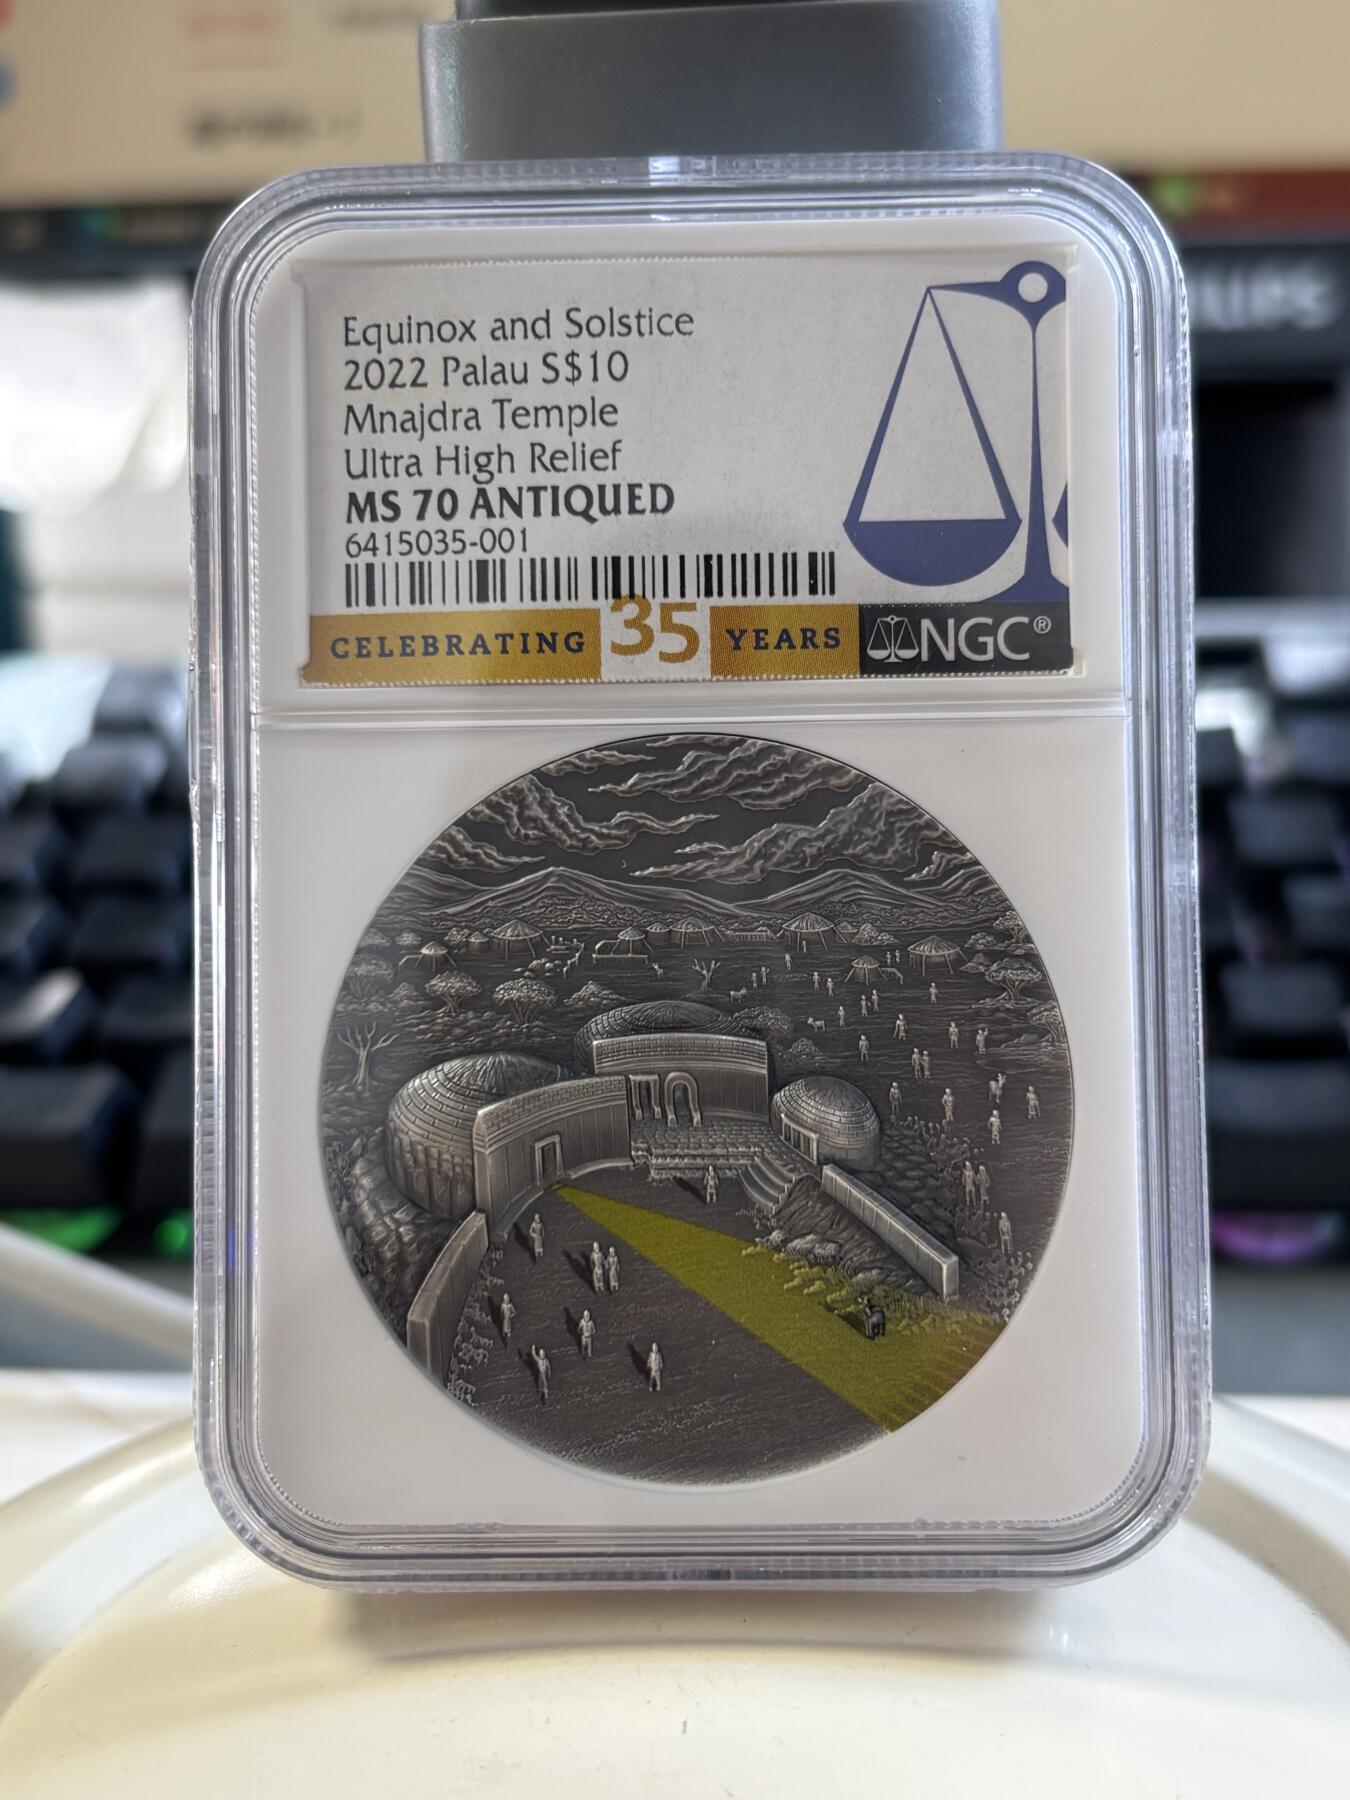 Equinox and Solstice
2022 Palau S$10
Mnajdra Temple
Ultra High Relief
MS 70 ANTIQUED
6415035-001
CELEBRATING 35 YEARS NGC®